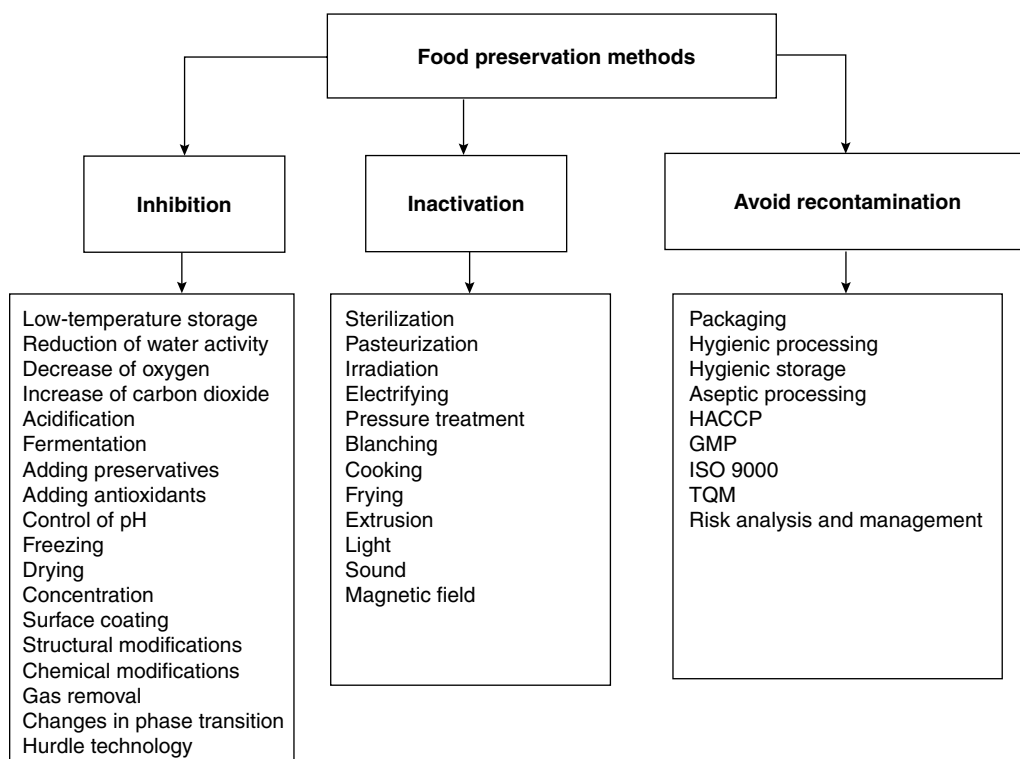 Food preservation methods
Inhibition
Inactivation
Avoid recontamination
Low-temperature storage
Reduction of water activity
Decrease of oxygen
Increase of carbon dioxide
Acidification
Fermentation
Adding preservatives
Adding antioxidants
Control of pH
Freezing
Drying
Concentration
Surface coating
Structural modifications
Chemical modifications
Gas removal
Changes in phase transition
Hurdle technology
Sterilization
Pasteurization
Irradiation
Electrifying
Pressure treatment
Blanching
Cooking
Frying
Extrusion
Light
Sound
Magnetic field
Packaging
Hygienic processing
Hygienic storage
Aseptic processing
HACCP
GMP
ISO 9000
TQM
Risk analysis and management